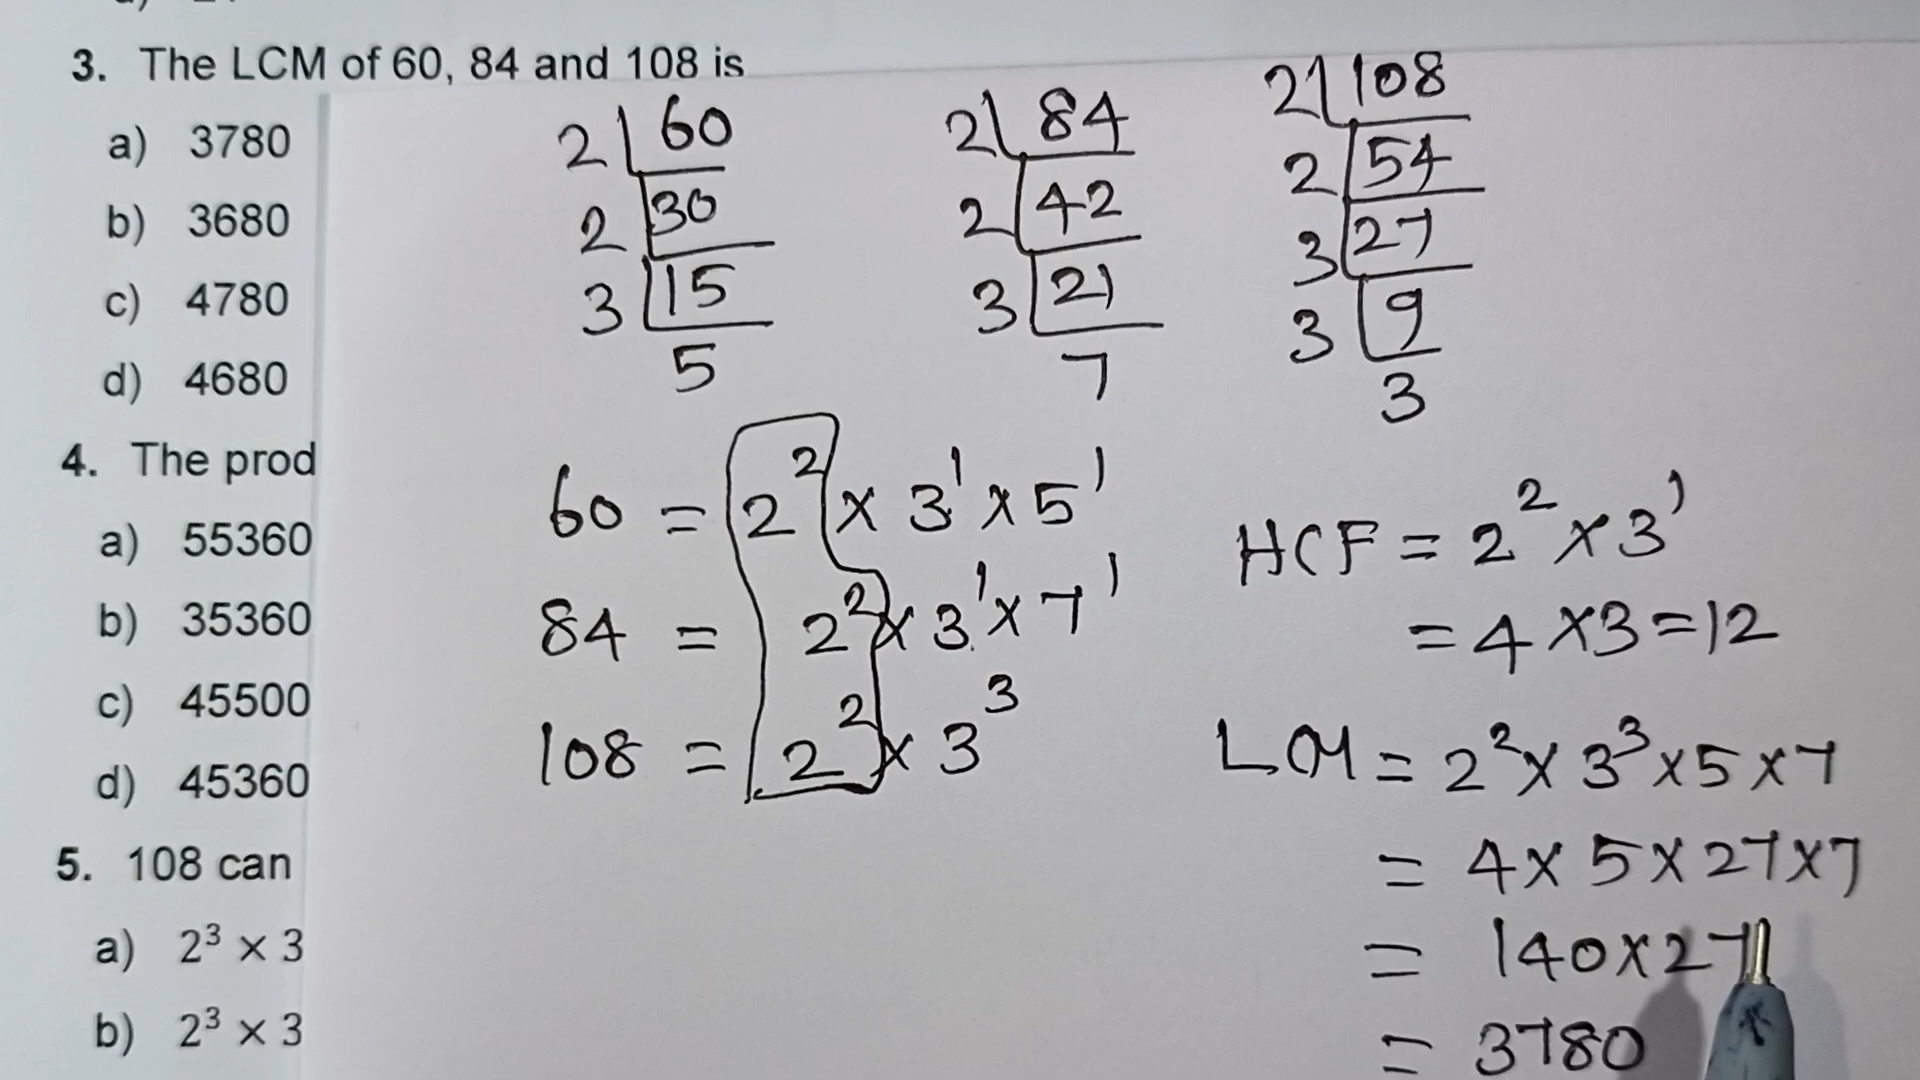 3. The LCM of 60, 84 and 108 is
a) 3780
b) 3680
c) 4780
d) 4680
4. The prod
a) 55360
b) 35360
c) 45500
d) 45360
5. 108 can
a) 2³ × 3
b) 2³ × 3
2 | 60
2 | 30
3 | 15
5
2 | 84
2 | 42
3 | 21
7
2 | 108
2 | 54
3 | 27
3 | 9
3
60 = 2² × 3¹ × 5¹
84 = 2² × 3¹ × 7¹
108 = 2² × 3³
HCF = 2² × 3¹
= 4 × 3 = 12
LCM = 2² × 3³ × 5 × 7
= 4 × 5 × 27 × 7
= 140 × 27
= 3780